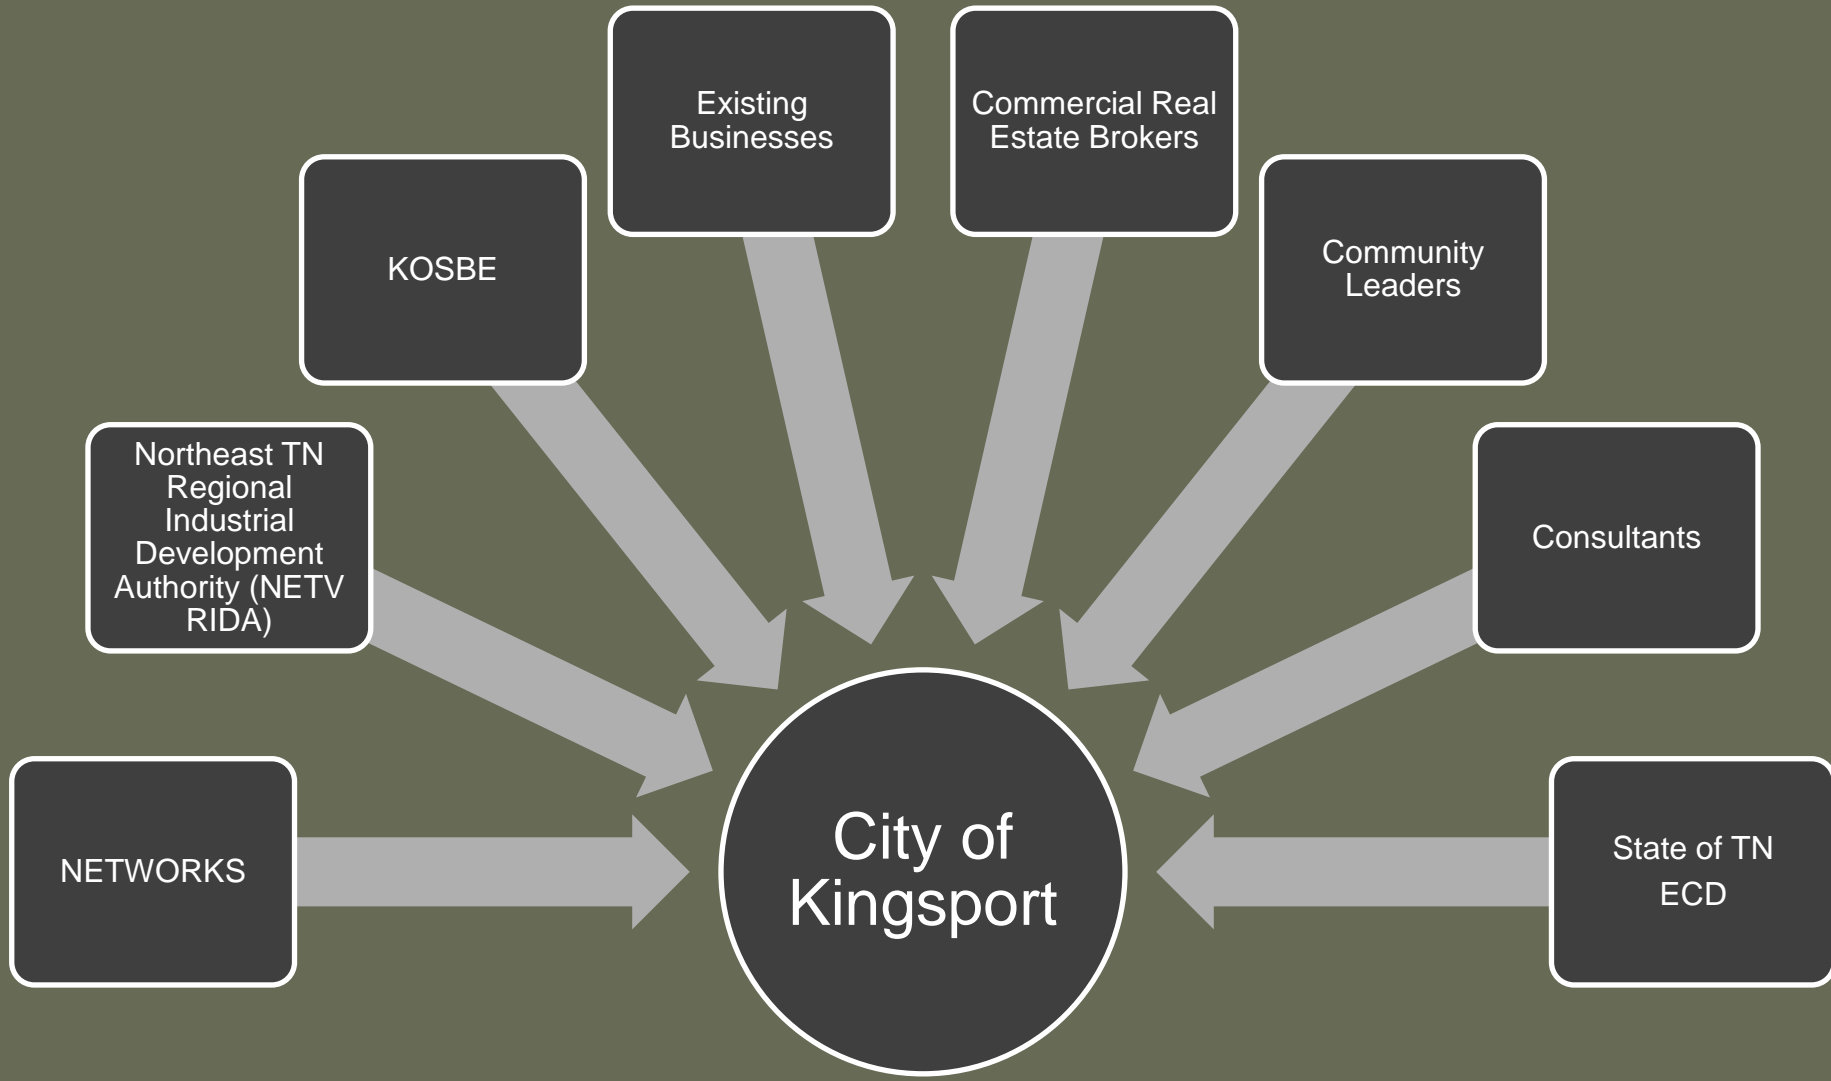 Existing
Businesses
Commercial Real
Estate Brokers
KOSBE
Community
Leaders
Northeast TN
Regional
Industrial
Development
Authority (NETV
RIDA)
Consultants
NETWORKS
City of
Kingsport
State of TN
ECD